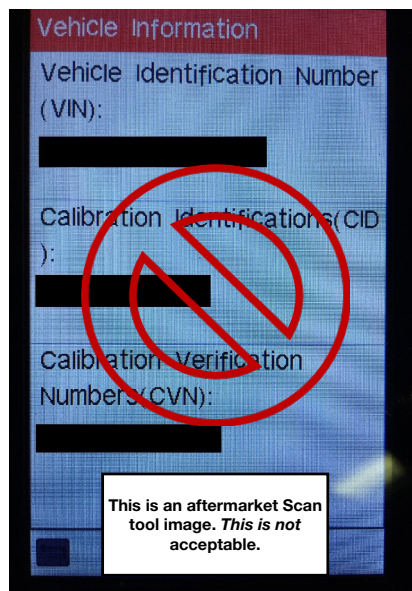 Vehicle Information
Vehicle Identification Number
(VIN):
Calibration Identifications(CID
):
Calibration Verification
Numbers(CVN):
This is an aftermarket Scan
tool image. This is not
acceptable.